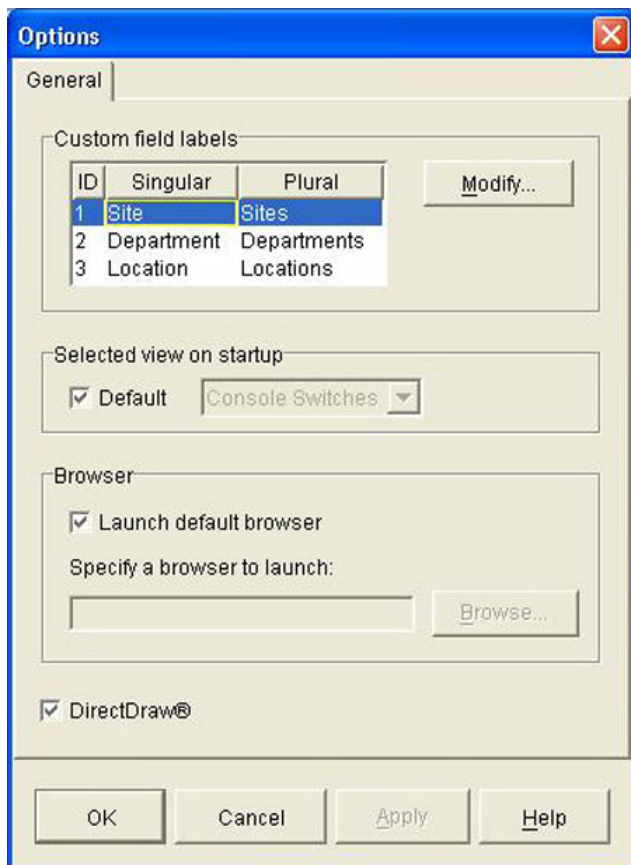 Options
General
Custom field labels
ID Singular Plural
Modify...
1 Site Sites
2 Department Departments
3 Location Locations
Selected view on startup
Default Console Switches
Browser
Launch default browser
Specify a browser to launch:
Browse...
DirectDraw®
OK Cancel Apply Help